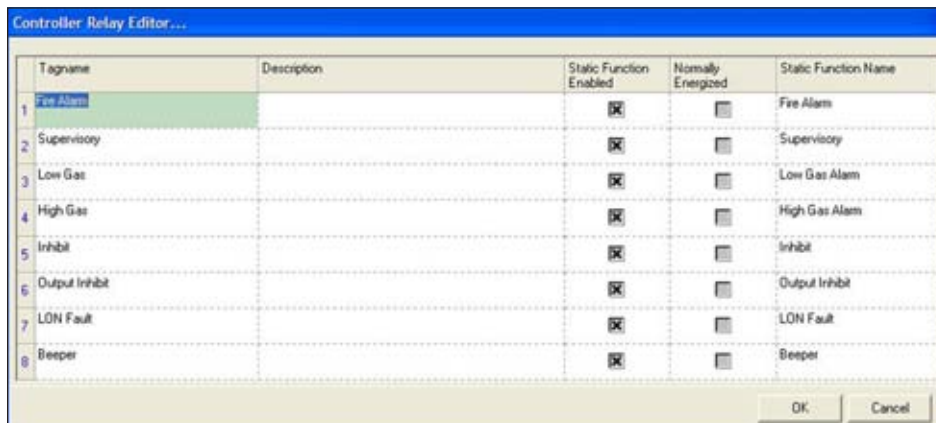 Controller Relay Editor...
Tagname Description Static Function Enabled Normally Energized Static Function Name
1 Fire Alarm Fire Alarm
2 Supervisory Supervisory
3 Low Gas Low Gas Alarm
4 High Gas High Gas Alarm
5 Inhibit Inhibit
6 Output Inhibit Output Inhibit
7 LON Fault LON Fault
8 Beeper Beeper
OK Cancel